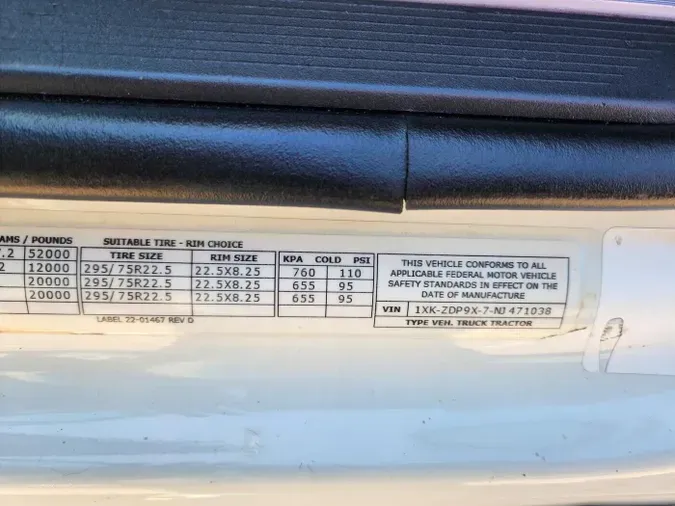 AMS / POUNDS SUITABLE TIRE - RIM CHOICE
7.2 52000 TIRE SIZE RIM SIZE KPA COLD PSI
2 12000 295/ 75R22.5 22.5X8.25 760 110
20000 295/ 75R22.5 22.5X8.25 655 95
20000 295/ 75R22.5 22.5X8.25 655 95
LABEL 22-01467 REV D
THIS VEHICLE CONFORMS TO ALL
APPLICABLE FEDERAL MOTOR VEHICLE
SAFETY STANDARDS IN EFFECT ON THE
DATE OF MANUFACTURE
VIN 1XK-ZDP9X-7-NJ 471038
TYPE VEH. TRUCK TRACTOR